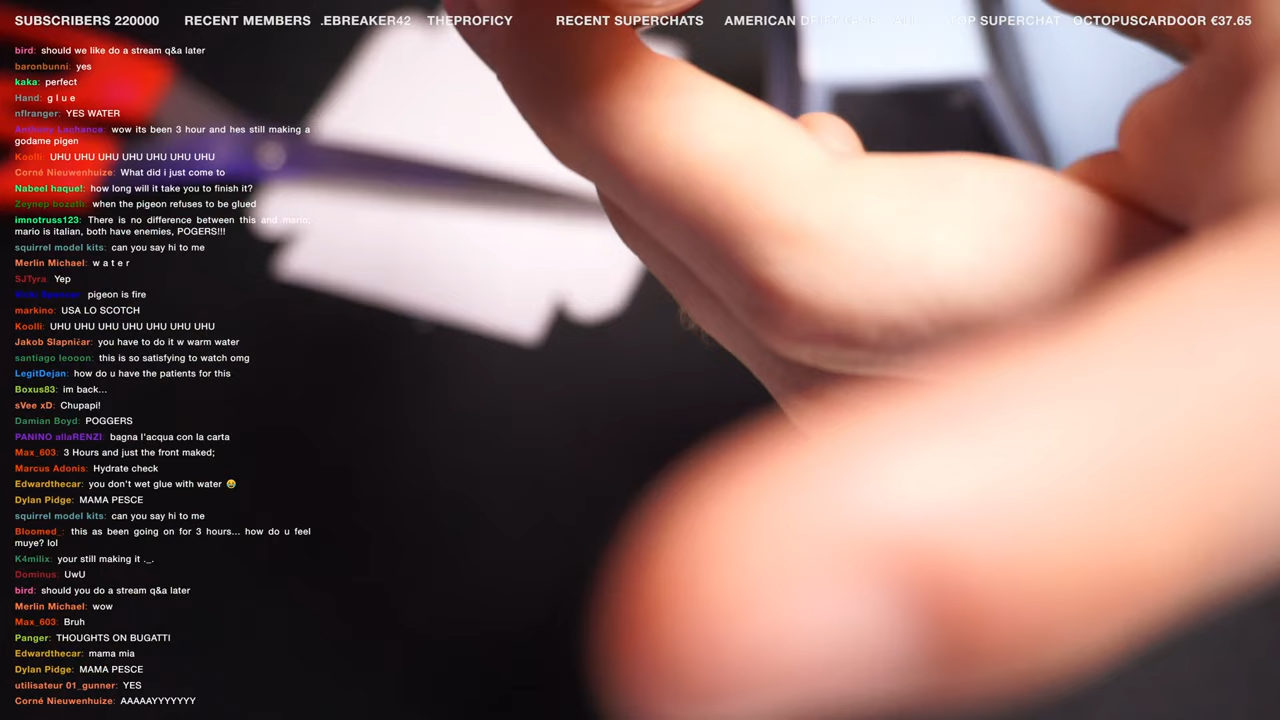 SUBSCRIBERS 220000 RECENT MEMBERS .EBREAKER42 THEPROFICY RECENT SUPERCHATS AMERICAN TOP SUPERCHAT OCTOPUSCARDOOR €37.65
bird: should we like do a stream q&a later
baronbunni: yes
kaka: perfect
Hand: g l u e
nflranger: YES WATER
Lachance: wow its been 3 hour and hes still making a
godame pigen
Koolli: UHU UHU UHU UHU UHU UHU UHU
Corné Nieuwenhuize: What did i just come to
Nabeel haque!: how long will it take you to finish it?
Zeynep bozatlı: when the pigeon refuses to be glued
imnotruss123: There is no difference between this and mario;
mario is italian, both have enemies, POGERS!!!
squirrel model kits: can you say hi to me
Merlin Michael: w a t e r
SJTyra: Yep
pigeon is fire
markino: USA LO SCOTCH
Koolli: UHU UHU UHU UHU UHU UHU UHU
Jakob Slapničar: you have to do it w warm water
santiago leooon: this is so satisfying to watch omg
LegitDejan: how do u have the patients for this
Boxus83: im back...
sVee xD: Chupapi!
Damian Boyd: POGGERS
PANINO allaRENZI: bagna l'acqua con la carta
Max_603: 3 Hours and just the front made;
Marcus Adonis: Hydrate check
Edwardthecar: you don't wet glue with water 😆
Dylan Pidge: MAMA PESCE
squirrel model kits: can you say hi to me
Bloomed_: this as been going on for 3 hours... how do u feel
muye? lol
K4milix: your still making it ._.
Dominus: UwU
bird: should you do a stream q&a later
Merlin Michael: wow
Max_603: Bruh
Panger: THOUGHTS ON BUGATTI
Edwardthecar: mama mia
Dylan Pidge: MAMA PESCE
utilisateur 01_gunner: YES
Corné Nieuwenhuize: AAAAAYYYYYYY